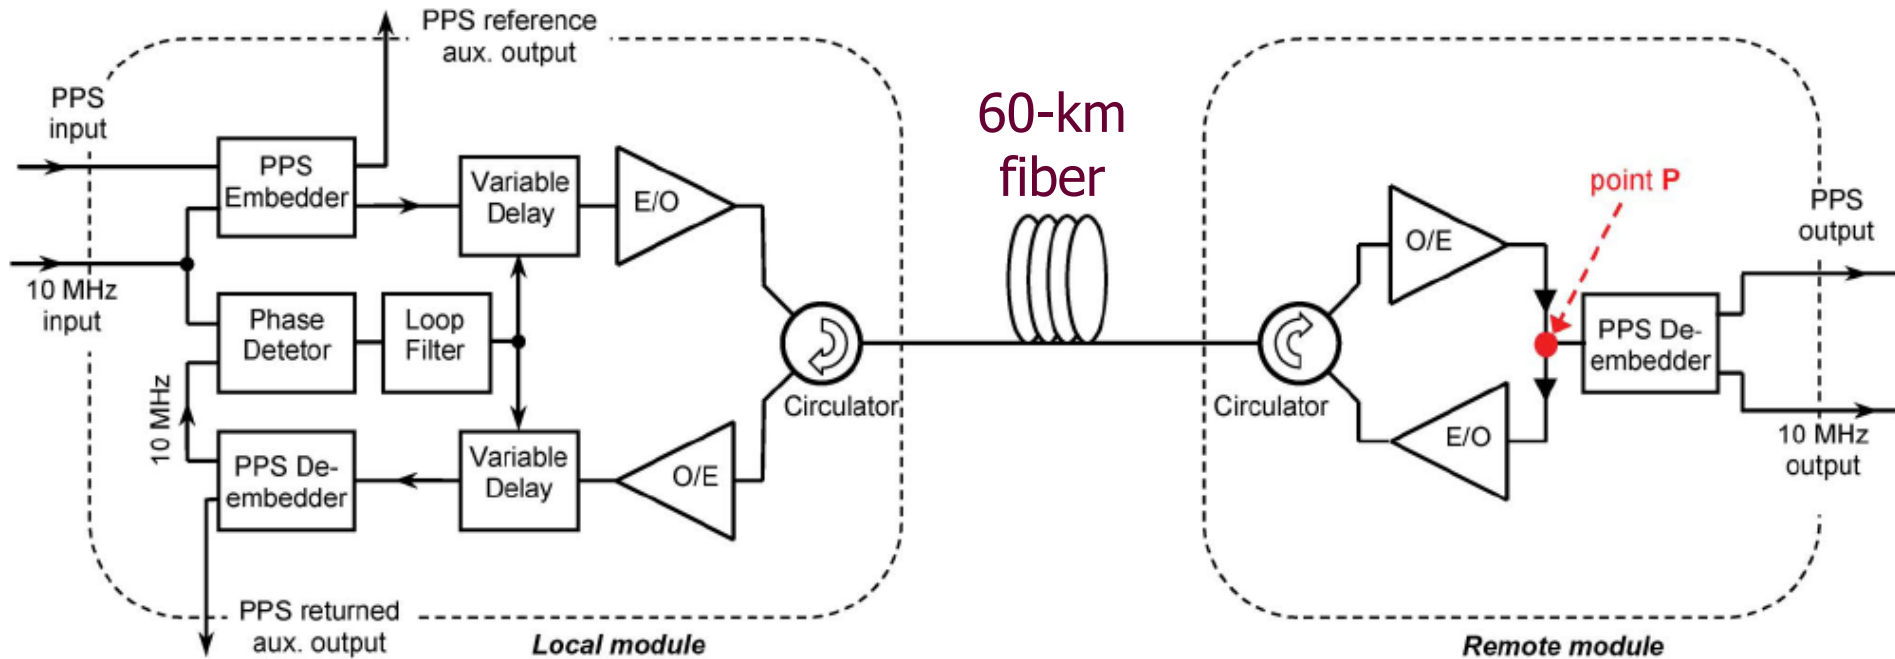 PPS reference
aux. output
PPS
input
PPS
Embedder
Variable
Delay
E/O
10 MHz
input
Phase
Detetor
Loop
Filter
10 MHz
PPS De-
embedder
Variable
Delay
O/E
Circulator
PPS returned
aux. output
Local module
60-km
fiber
point P
O/E
PPS
output
PPS De-
embedder
Circulator
E/O
10 MHz
output
Remote module